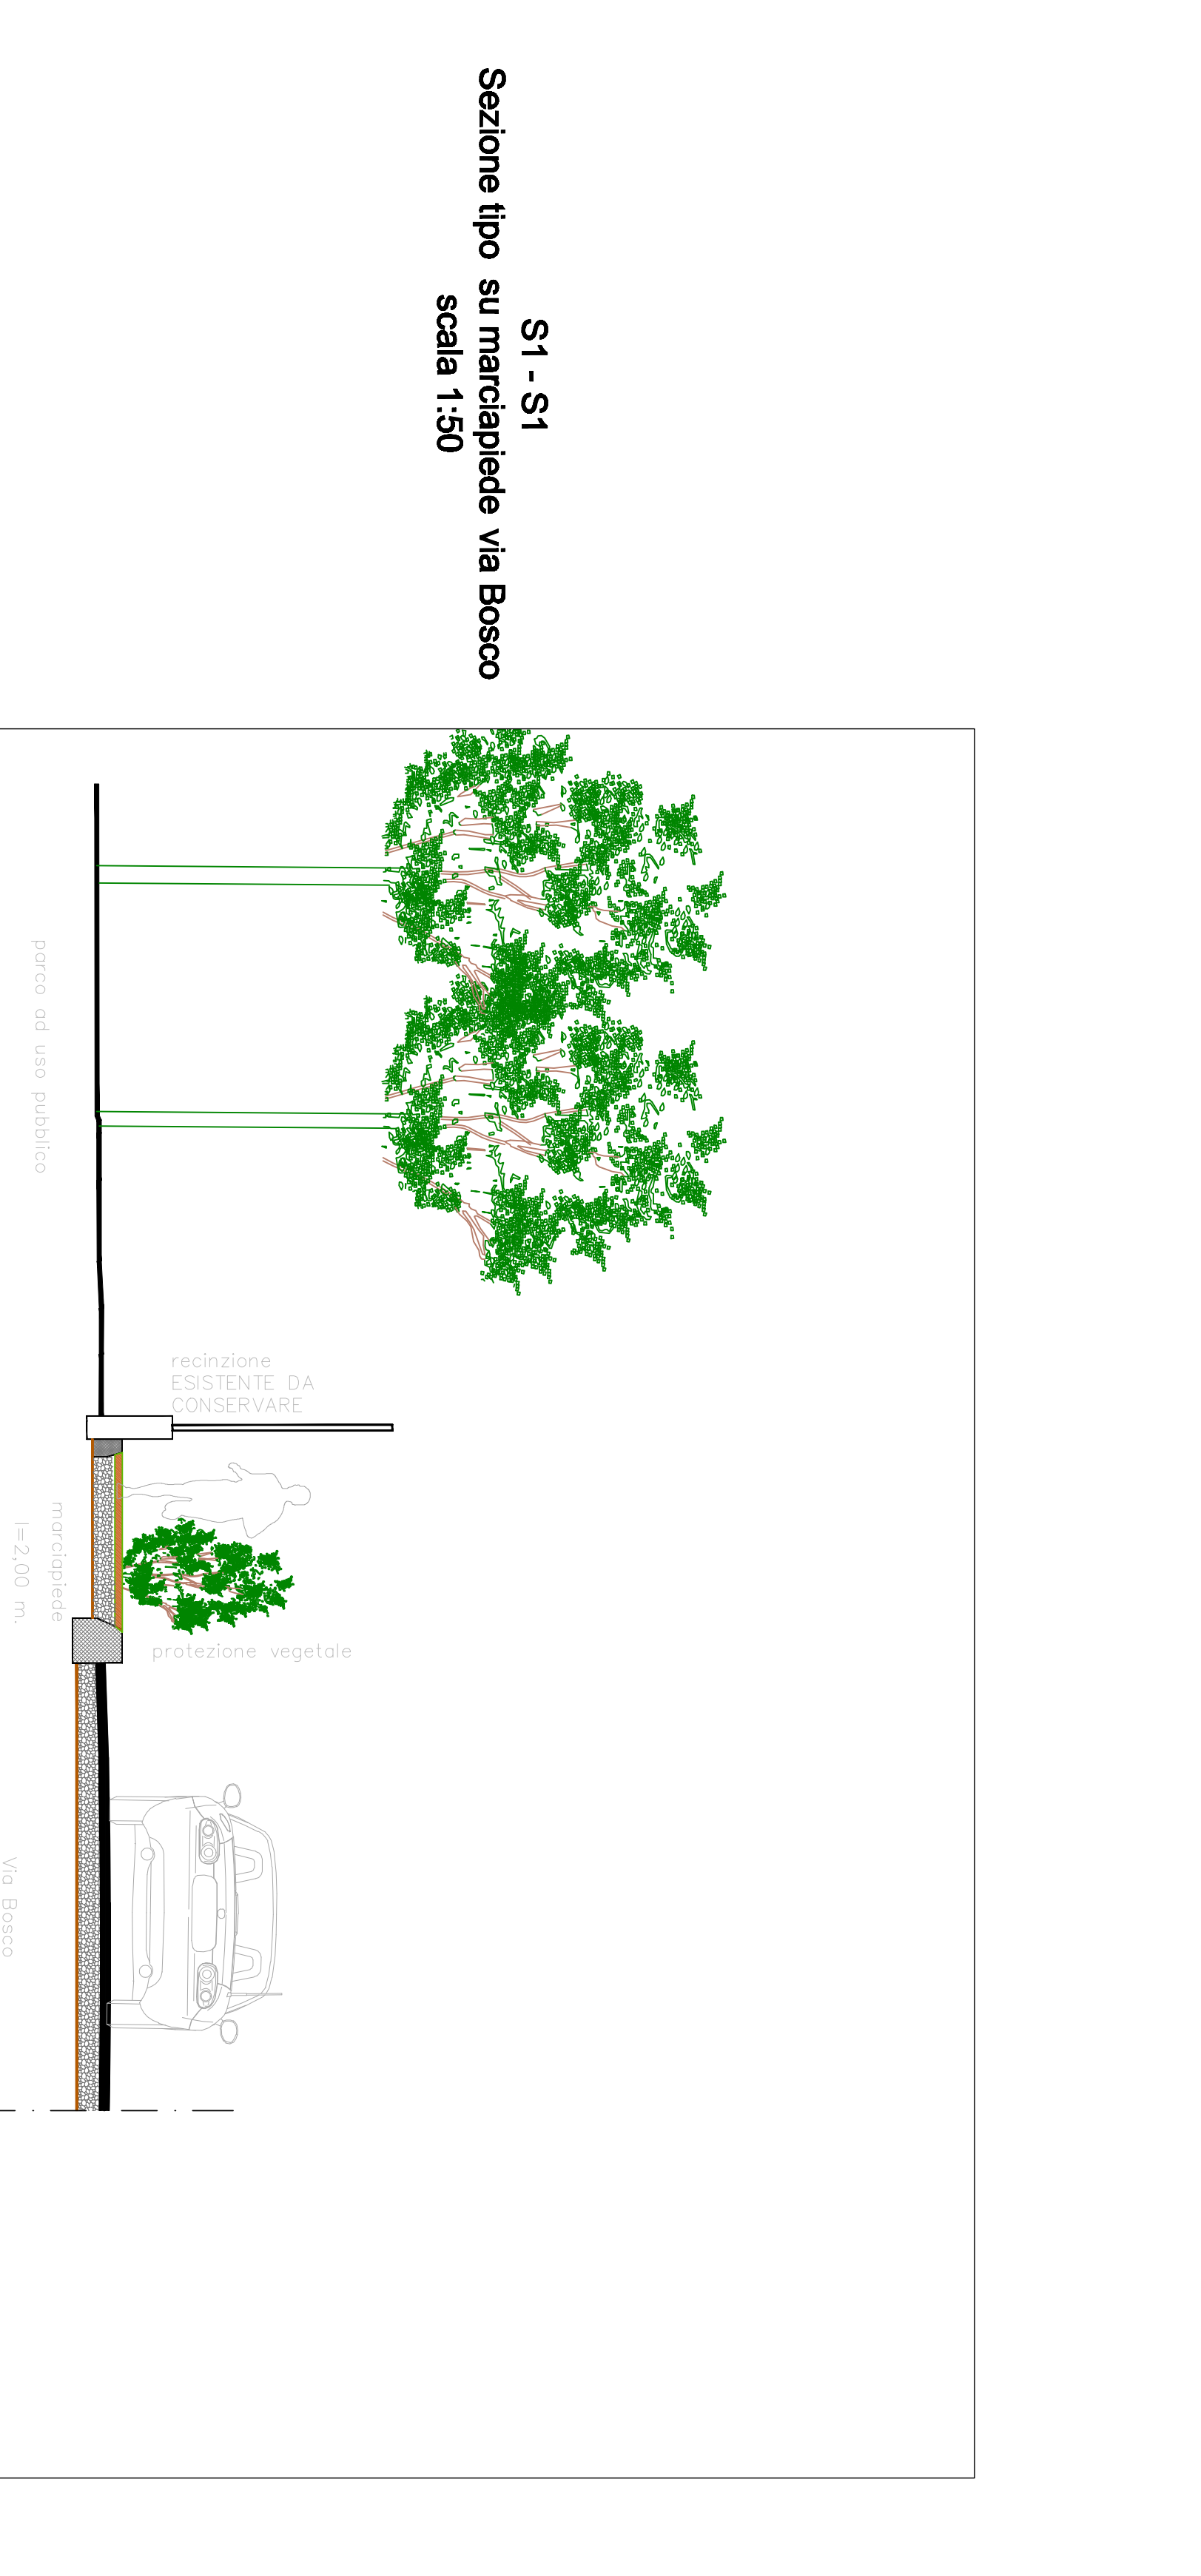 S1 - S1
Sezione tipo su marciapiede via Bosco
scala 1:50
recinzione
ESISTENTE DA
CONSERVARE
protezione vegetale
parco ad uso pubblico
marciapiede
l=2,00 m.
Via Bosco